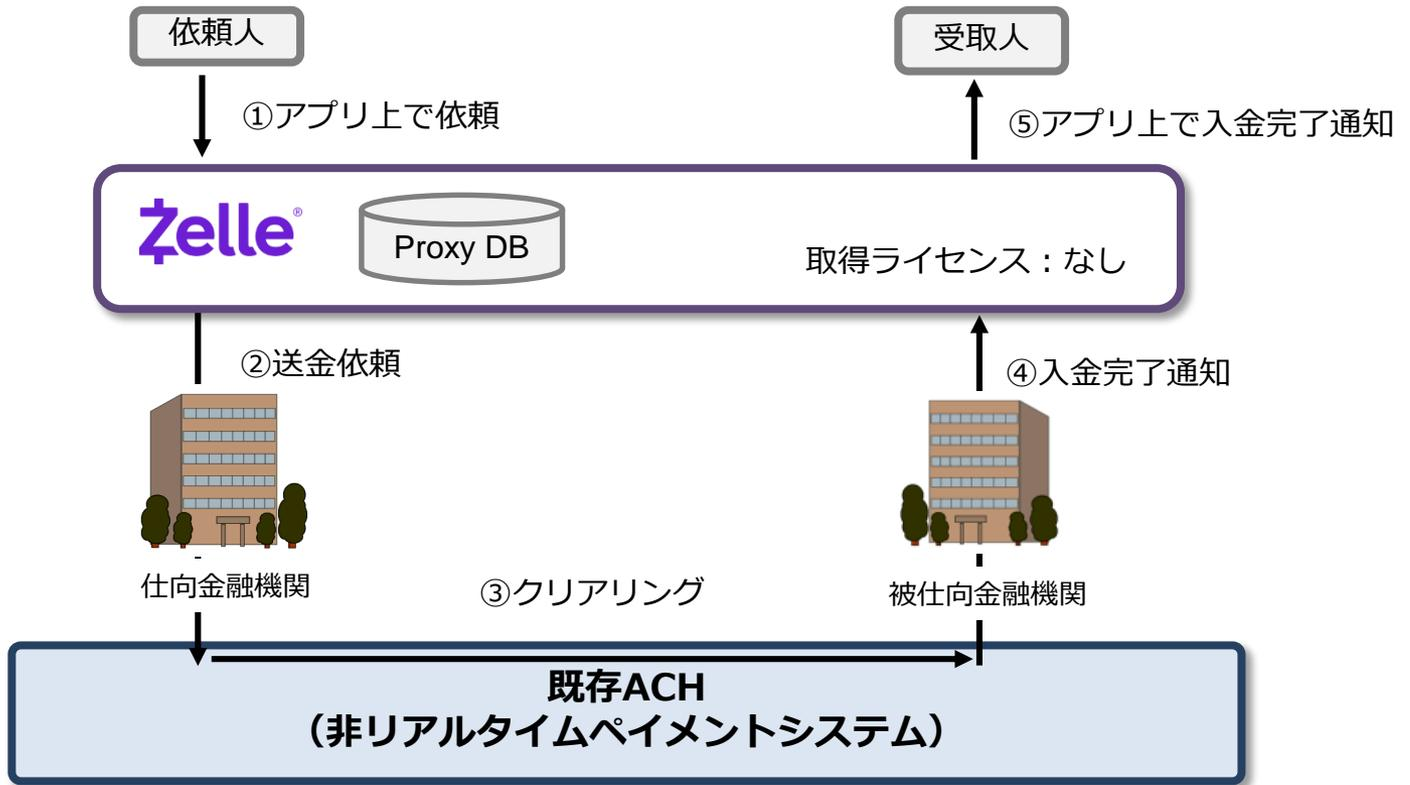 依頼人
受取人
①アプリ上で依頼
⑤アプリ上で入金完了通知
Zelle®
Proxy DB
取得ライセンス：なし
②送金依頼
④入金完了通知
仕向金融機関
③クリアリング
被仕向金融機関
既存ACH
（非リアルタイムペイメントシステム）